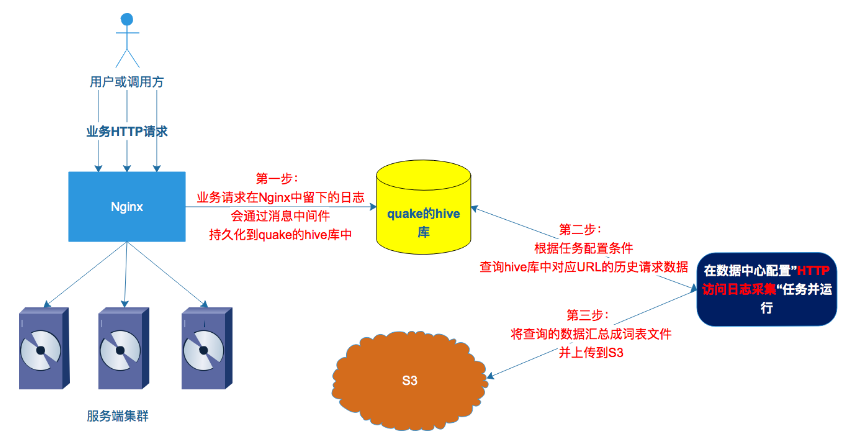 用户或调用方
业务HTTP请求
Nginx
第一步：
业务请求在Nginx中留下的日志
会通过消息中间件
持久化到quake的hive库中
quake的hive
库
第二步：
根据任务配置条件
查询hive库中对应URL的历史请求数据
在数据中心配置"HTTP
访问日志采集"任务并运
行
第三步：
将查询的数据汇总成词表文件
并上传到S3
S3
服务端集群